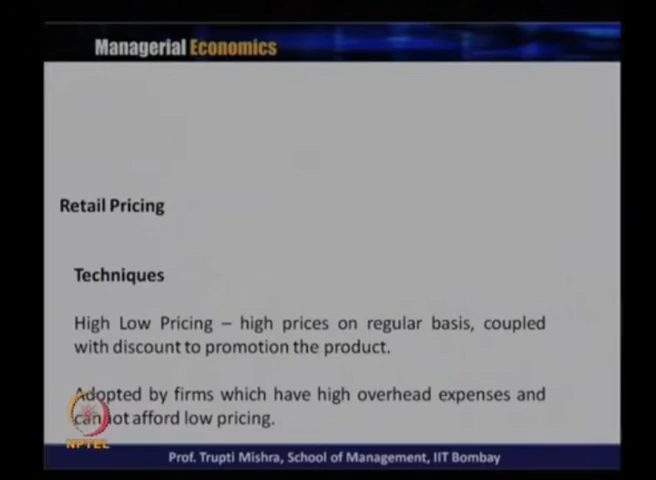 Managerial Economics
Retail Pricing
Techniques
High Low Pricing – high prices on regular basis, coupled
with discount to promotion the product.
Adopted by firms which have high overhead expenses and
cannot afford low pricing.
NPTEL
Prof. Trupti Mishra, School of Management, IIT Bombay